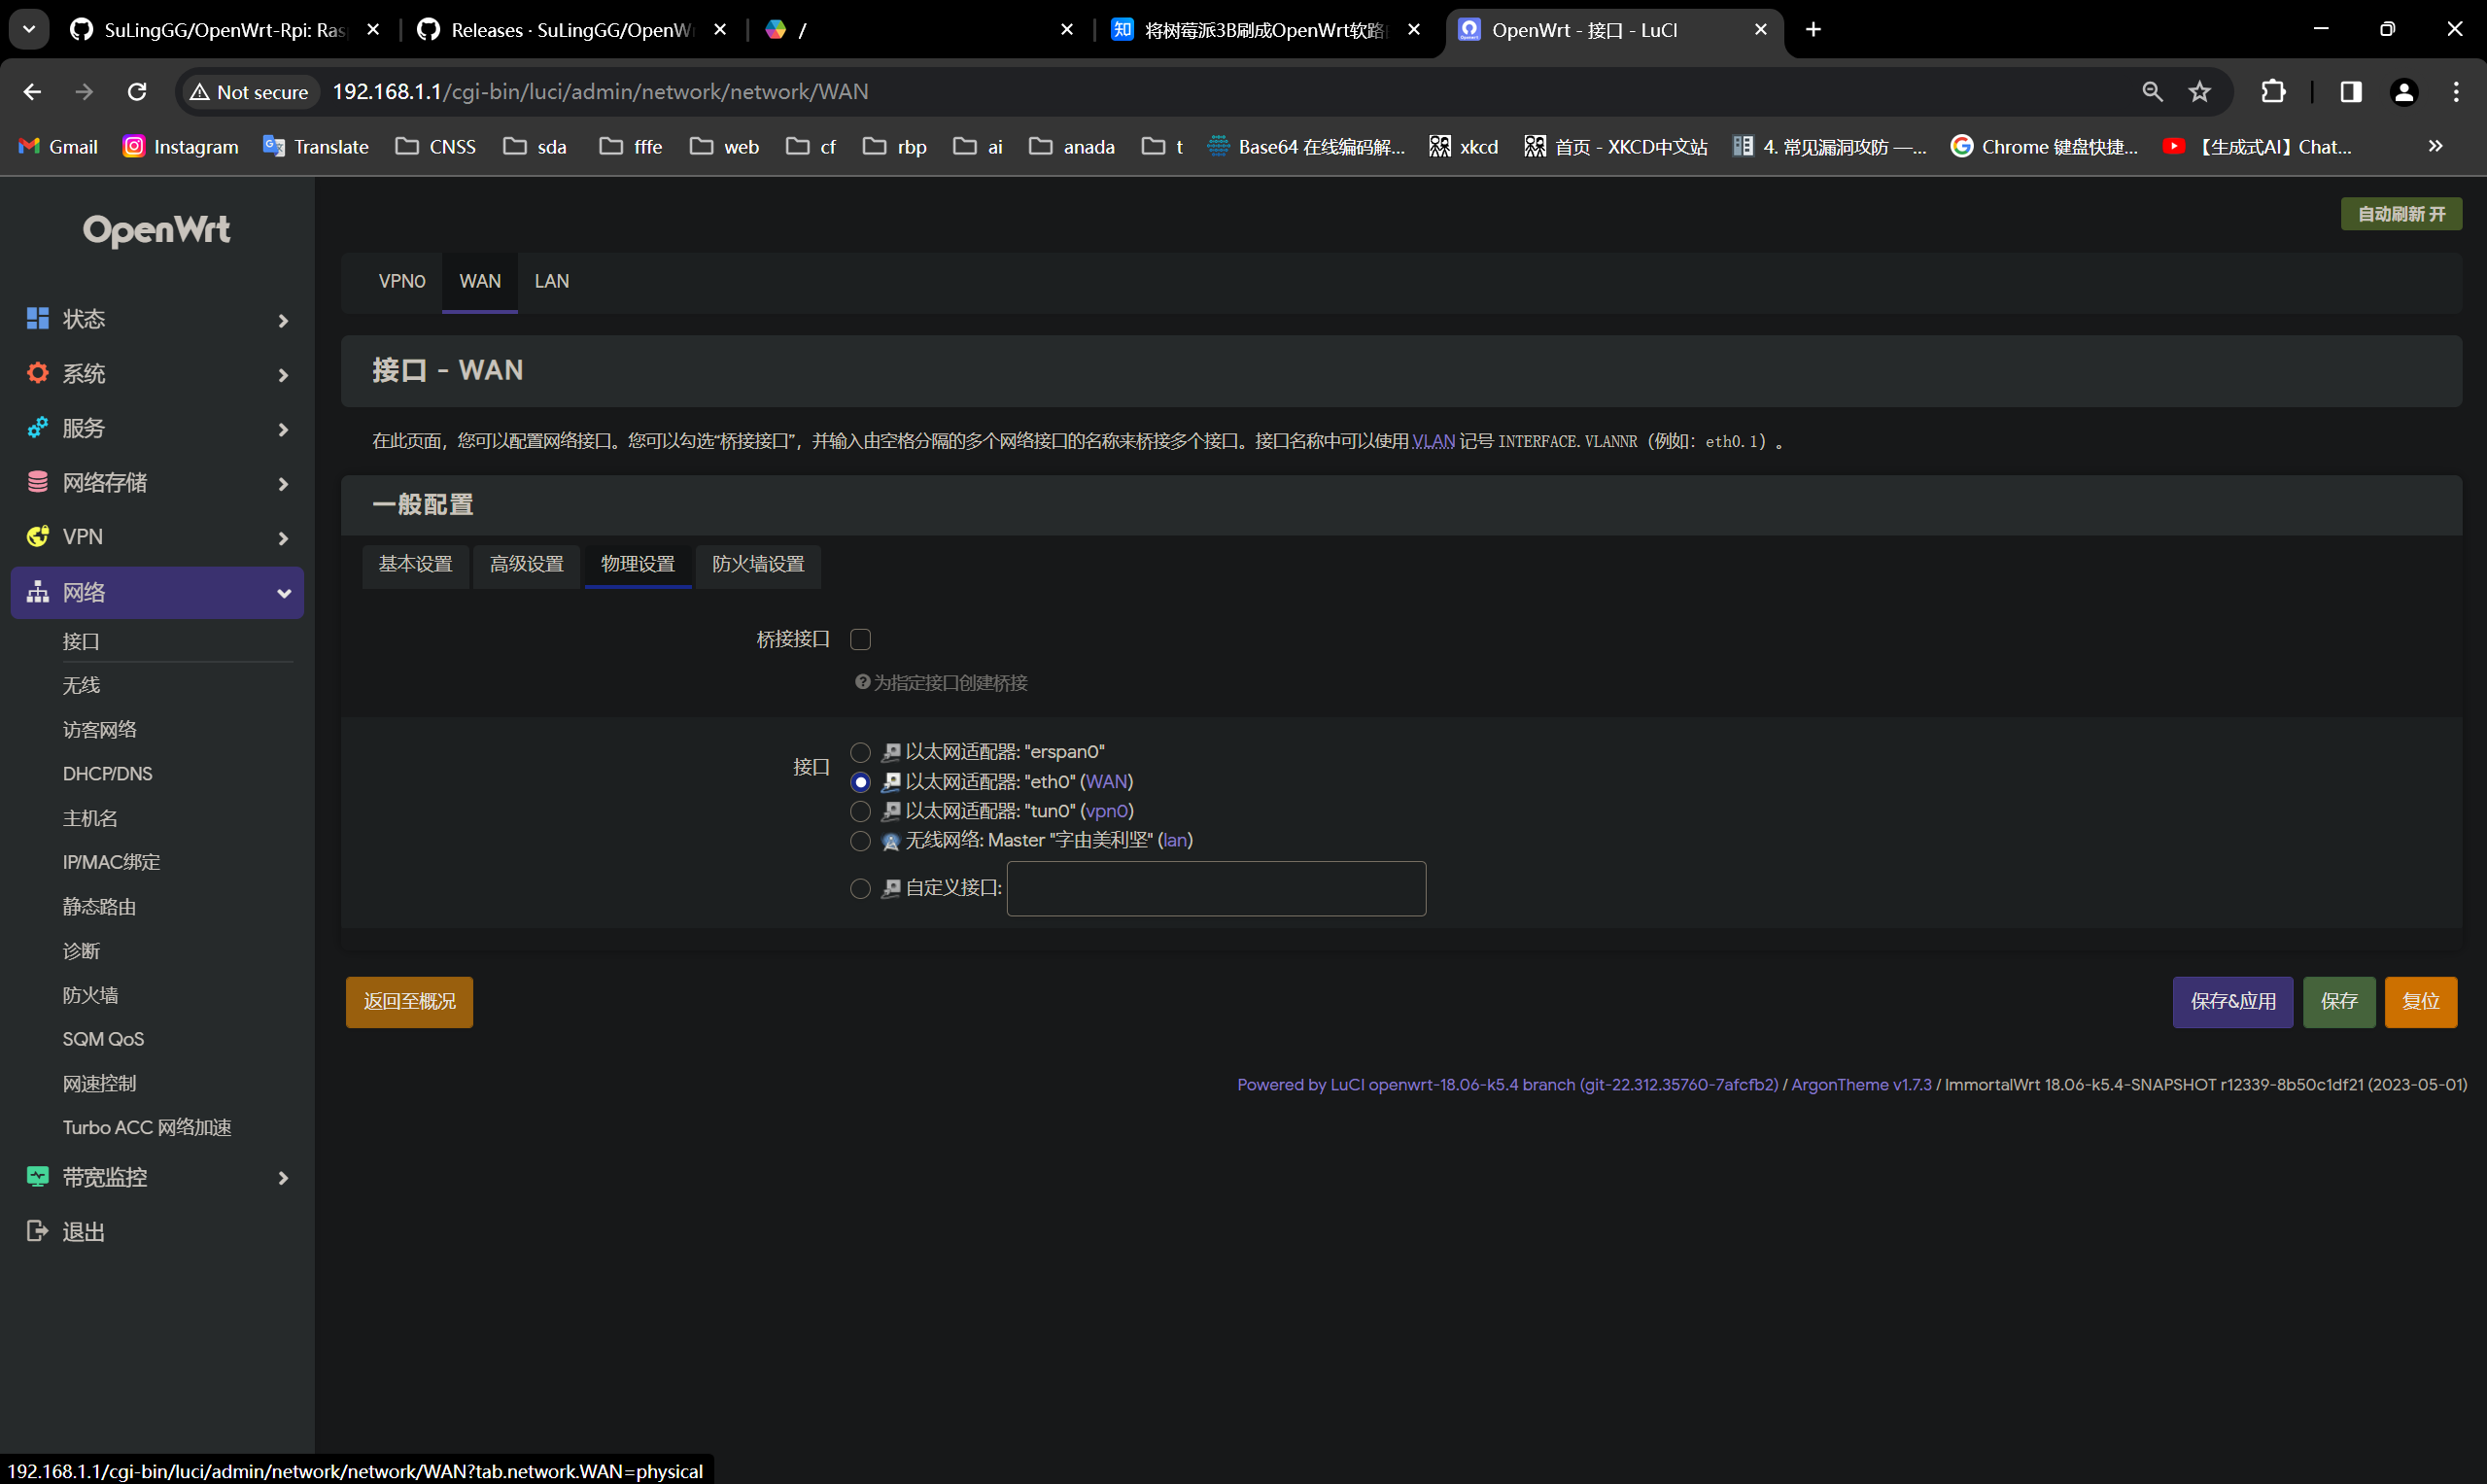 SuLingGG/OpenWrt-Rpi: Ras
Releases · SuLingGG/OpenW
/
将树莓派3B刷成OpenWrt软路
OpenWrt - 接口 - LuCI
Not secure
192.168.1.1/cgi-bin/luci/admin/network/network/WAN
Gmail
Instagram
Translate
CNSS
sda
fffe
web
cf
rbp
ai
anada
t
Base64 在线编码解...
xkcd
首页 - XKCD中文站
4. 常见漏洞攻防 —...
Chrome 键盘快捷...
【生成式AI】Chat...
OpenWrt
状态
系统
服务
网络存储
VPN
网络
接口
无线
访客网络
DHCP/DNS
主机名
IP/MAC绑定
静态路由
诊断
防火墙
SQM QoS
网速控制
Turbo ACC 网络加速
带宽监控
退出
自动刷新 开
VPN0
WAN
LAN
接口 - WAN
在此页面，您可以配置网络接口。您可以勾选“桥接接口”，并输入由空格分隔的多个网络接口的名称来桥接多个接口。接口名称中可以使用 VLAN 记号 INTERFACE.VLANNR（例如：eth0.1）。
一般配置
基本设置
高级设置
物理设置
防火墙设置
桥接接口
为指定接口创建桥接
接口
以太网适配器: "erspan0"
以太网适配器: "eth0" (WAN)
以太网适配器: "tun0" (vpn0)
无线网络: Master "字由美利坚" (lan)
自定义接口:
返回至概况
保存&应用
保存
复位
Powered by LuCI openwrt-18.06-k5.4 branch (git-22.312.35760-7afcfb2) / ArgonTheme v1.7.3 / ImmortalWrt 18.06-k5.4-SNAPSHOT r12339-8b50c1df21 (2023-05-01)
192.168.1.1/cgi-bin/luci/admin/network/network/WAN?tab.network.WAN=physical